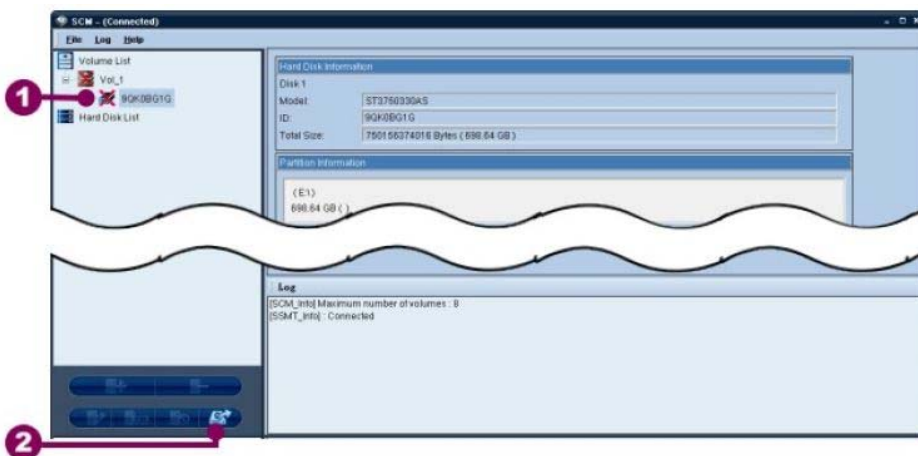 SCM - (Connected)
File Log Help
Volume List
Vol_1
9QK0BG1G
Hard Disk List
1
Hard Disk Information
Disk 1
Model: ST3750330AS
ID: 9QK0BG1G
Total Size: 750156374016 Bytes ( 698.64 GB )
Partition Information
(E:\)
698.64 GB ( )
Log
[SCM_Info] Maximum number of volumes : 8
[SSMT_Info] : Connected
2